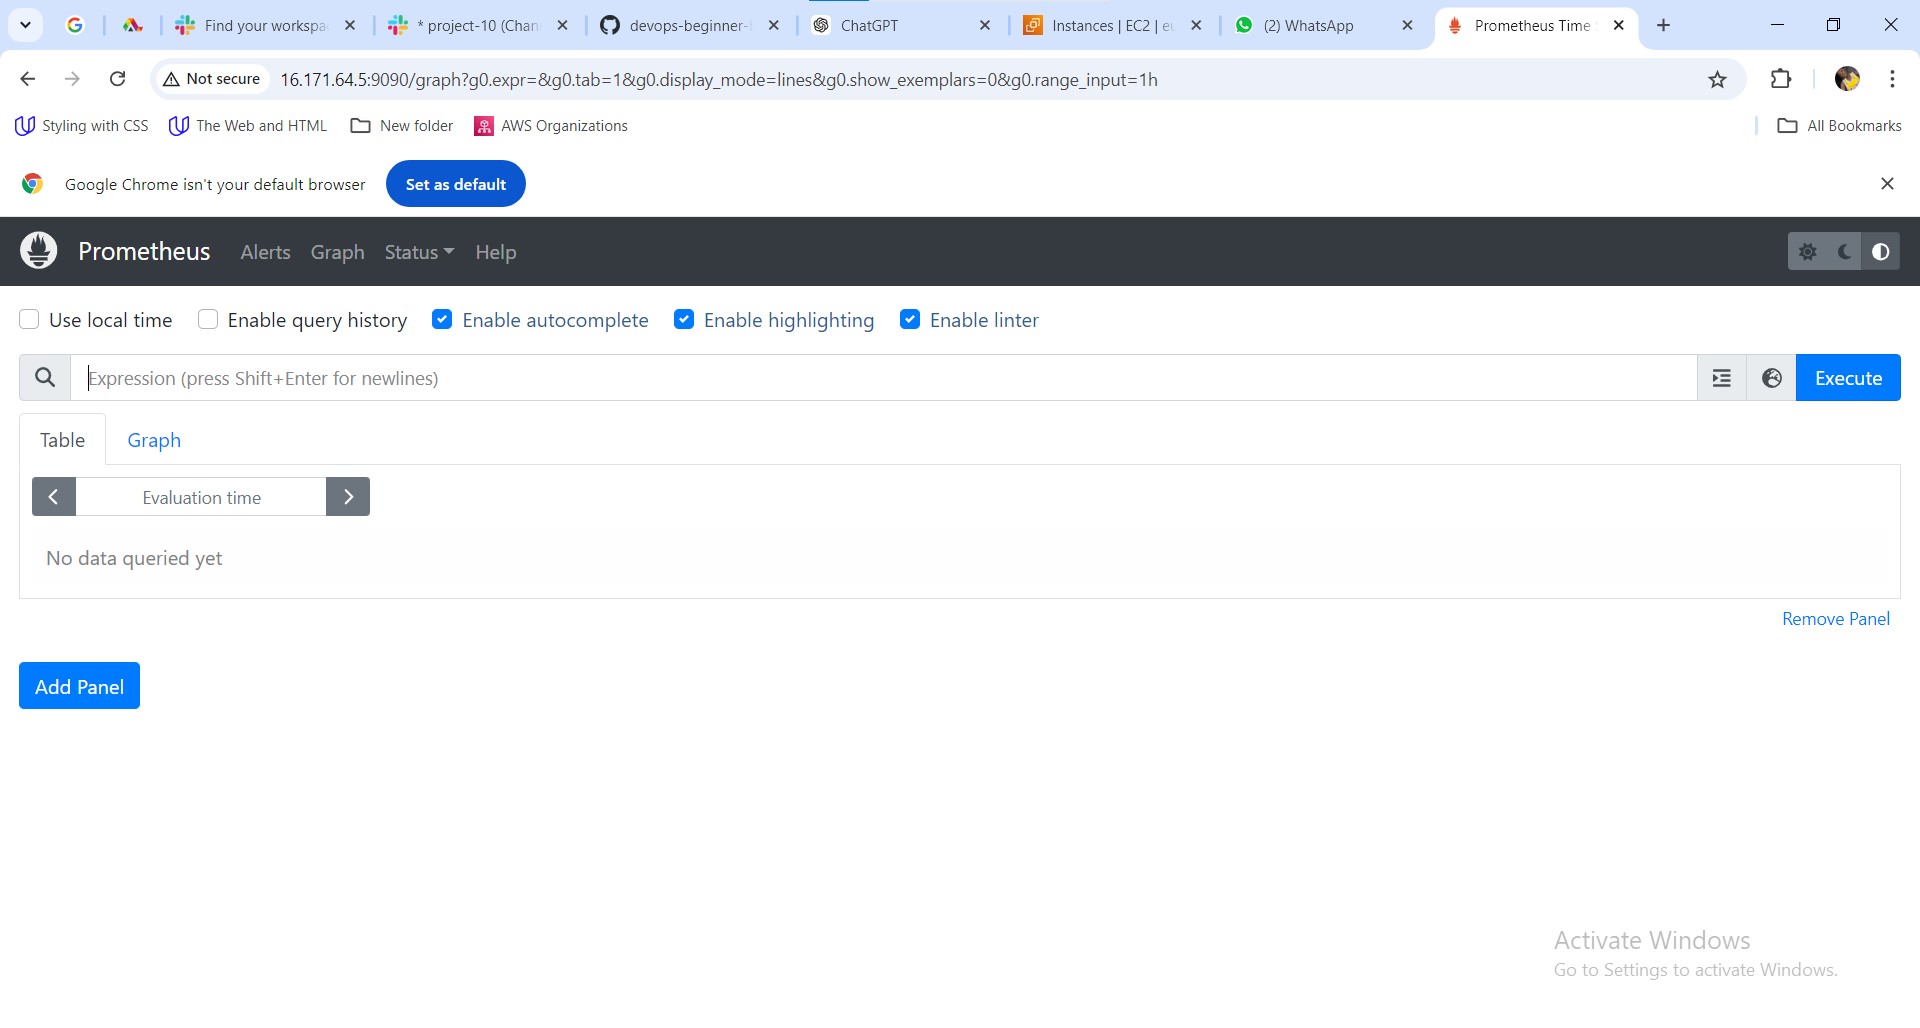 Find your workspa
* project-10 (Chan
devops-beginner-
ChatGPT
Instances | EC2 | eu
(2) WhatsApp
Prometheus Time
Not secure
16.171.64.5:9090/graph?g0.expr=&g0.tab=1&g0.display_mode=lines&g0.show_exemplars=0&g0.range_input=1h
Styling with CSS
The Web and HTML
New folder
AWS Organizations
All Bookmarks
Google Chrome isn't your default browser
Set as default
Prometheus
Alerts
Graph
Status
Help
Use local time
Enable query history
Enable autocomplete
Enable highlighting
Enable linter
Expression (press Shift+Enter for newlines)
Execute
Table
Graph
Evaluation time
No data queried yet
Remove Panel
Add Panel
Activate Windows
Go to Settings to activate Windows.